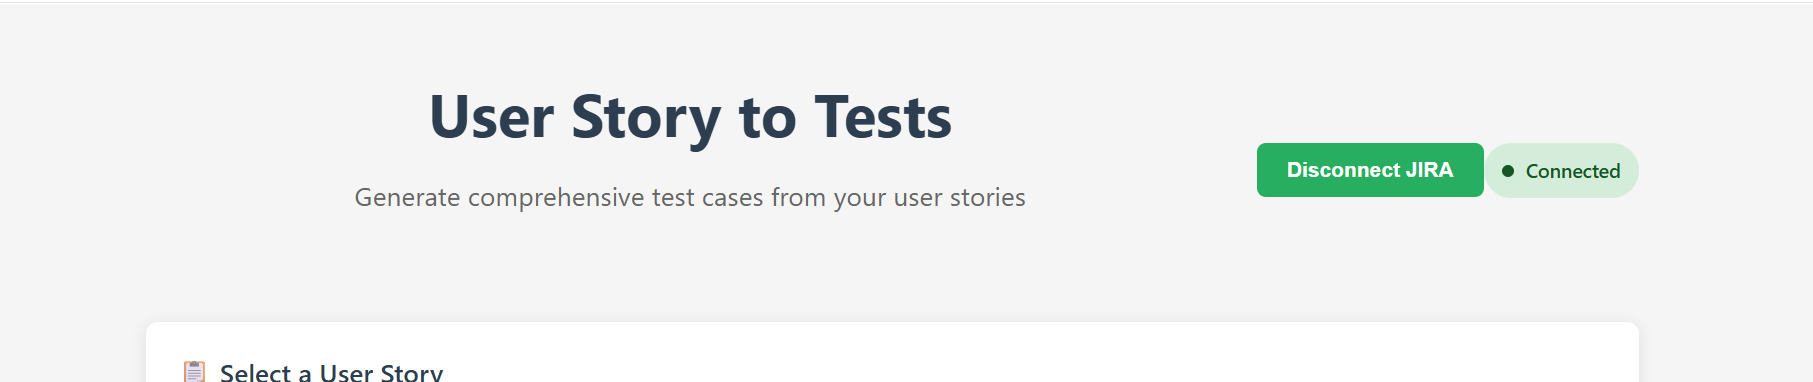 User Story to Tests
Generate comprehensive test cases from your user stories
Disconnect JIRA
Connected
Select a User Story